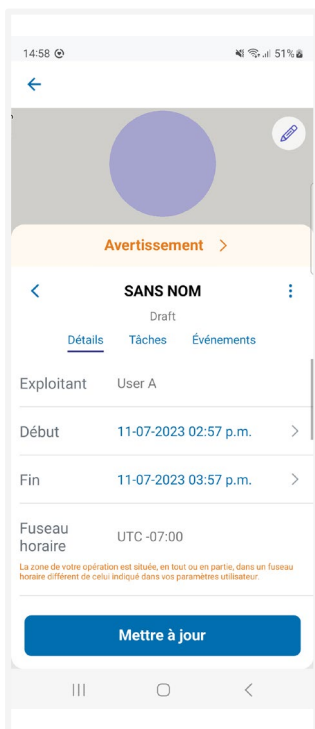 14:58
51%
Avertissement >
SANS NOM
Draft
Détails Tâches Événements
Exploitant User A
Début 11-07-2023 02:57 p.m.
Fin 11-07-2023 03:57 p.m.
Fuseau
horaire UTC -07:00
La zone de votre opération est située, en tout ou en partie, dans un fuseau
horaire différent de celui indiqué dans vos paramètres utilisateur.
Mettre à jour